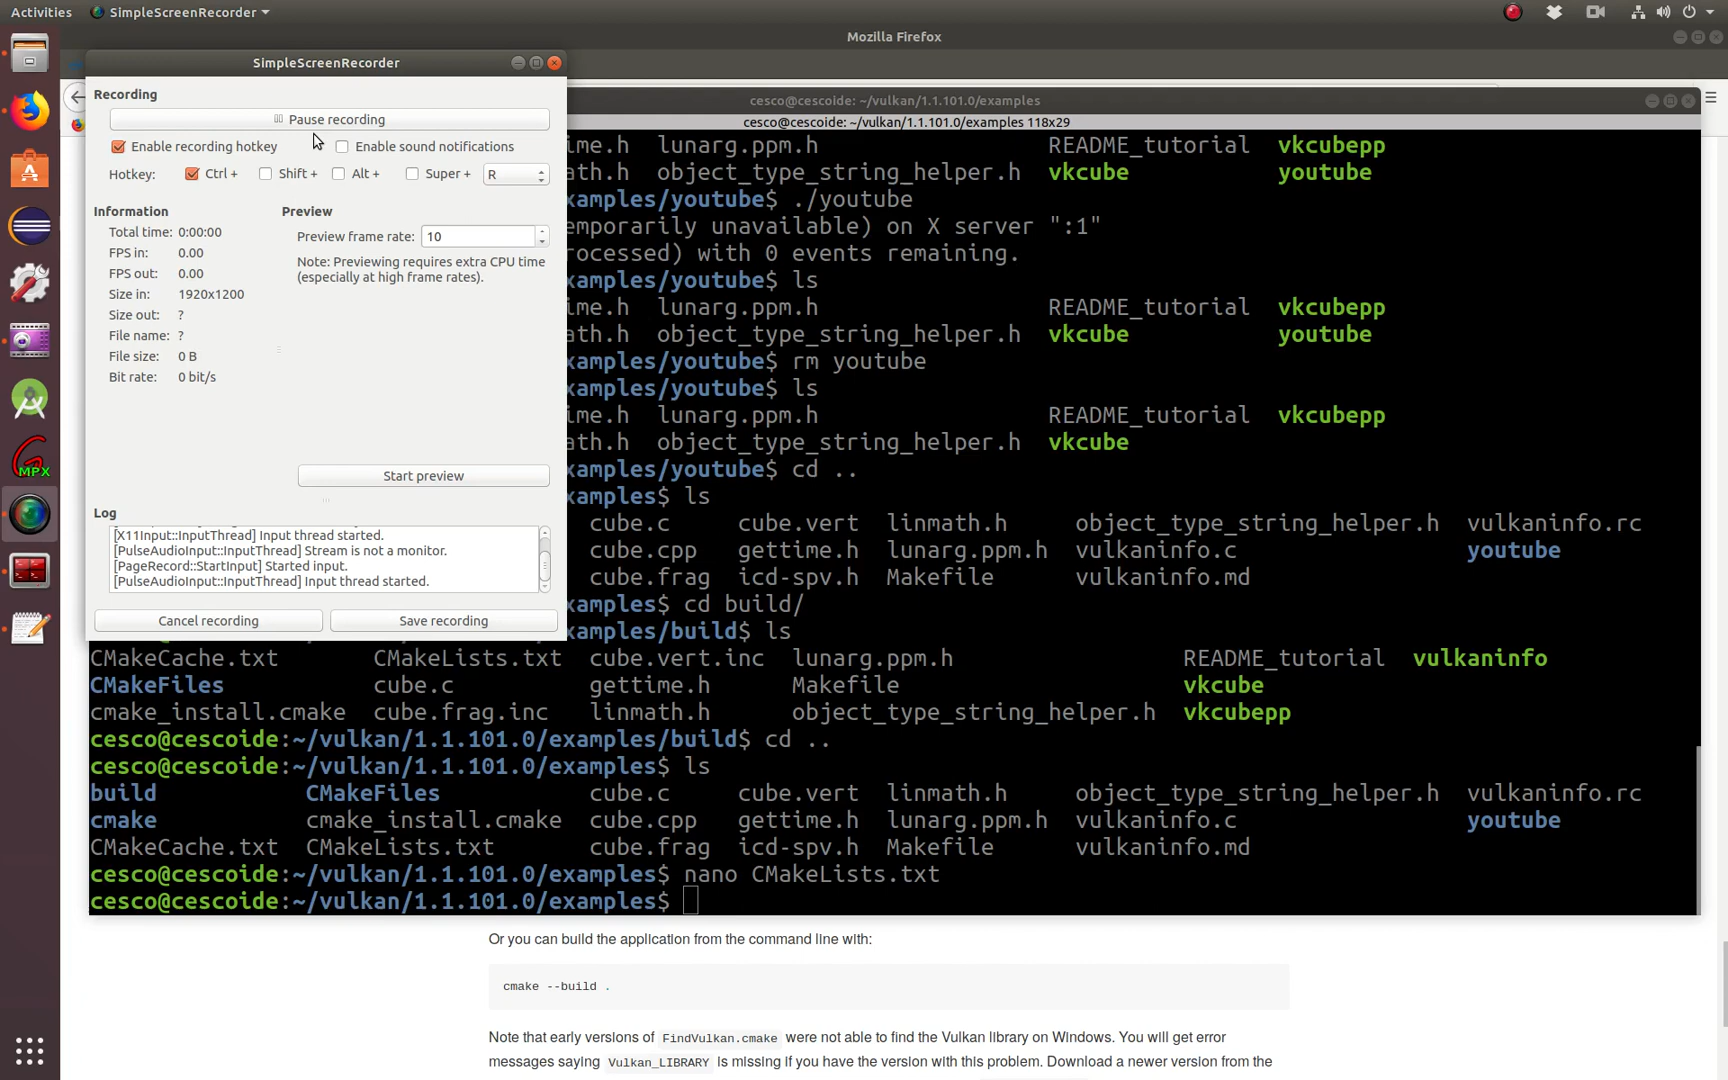 Activities
SimpleScreenRecorder
Mozilla Firefox
SimpleScreenRecorder
Recording
Pause recording
Enable recording hotkey
Enable sound notifications
Hotkey:
Ctrl +
Shift +
Alt +
Super +
R
Information
Total time: 0:00:00
FPS in: 0.00
FPS out: 0.00
Size in: 1920x1200
Size out: ?
File name: ?
File size: 0 B
Bit rate: 0 bit/s
Preview
Preview frame rate: 10
Note: Previewing requires extra CPU time
(especially at high frame rates).
Start preview
Log
[X11Input::InputThread] Input thread started.
[PulseAudioInput::InputThread] Stream is not a monitor.
[PageRecord::StartInput] Started input.
[PulseAudioInput::InputThread] Input thread started.
Cancel recording
Save recording
MPX
cesco@cescoide: ~/vulkan/1.1.101.0/examples
cesco@cescoide: ~/vulkan/1.1.101.0/examples 118x29
ime.h lunarg.ppm.h README_tutorial vkcubepp
ath.h object_type_string_helper.h vkcube youtube
xamples/youtube$ ./youtube
emporarily unavailable) on X server ":1"
rocessed) with 0 events remaining.
xamples/youtube$ ls
ime.h lunarg.ppm.h README_tutorial vkcubepp
ath.h object_type_string_helper.h vkcube youtube
xamples/youtube$ rm youtube
xamples/youtube$ ls
ime.h lunarg.ppm.h README_tutorial vkcubepp
ath.h object_type_string_helper.h vkcube
xamples/youtube$ cd ..
xamples$ ls
cube.c cube.vert linmath.h object_type_string_helper.h vulkaninfo.rc
cube.cpp gettime.h lunarg.ppm.h vulkaninfo.c youtube
cube.frag icd-spv.h Makefile vulkaninfo.md
xamples$ cd build/
xamples/build$ ls
CMakeCache.txt CMakeLists.txt cube.vert.inc lunarg.ppm.h README_tutorial vulkaninfo
CMakeFiles cube.c gettime.h Makefile vkcube
cmake_install.cmake cube.frag.inc linmath.h object_type_string_helper.h vkcubepp
cesco@cescoide:~/vulkan/1.1.101.0/examples/build$ cd ..
cesco@cescoide:~/vulkan/1.1.101.0/examples$ ls
build CMakeFiles cube.c cube.vert linmath.h object_type_string_helper.h vulkaninfo.rc
cmake cmake_install.cmake cube.cpp gettime.h lunarg.ppm.h vulkaninfo.c youtube
CMakeCache.txt CMakeLists.txt cube.frag icd-spv.h Makefile vulkaninfo.md
cesco@cescoide:~/vulkan/1.1.101.0/examples$ nano CMakeLists.txt
cesco@cescoide:~/vulkan/1.1.101.0/examples$
Or you can build the application from the command line with:
cmake --build .
Note that early versions of FindVulkan.cmake were not able to find the Vulkan library on Windows. You will get error
messages saying Vulkan_LIBRARY is missing if you have the version with this problem. Download a newer version from the